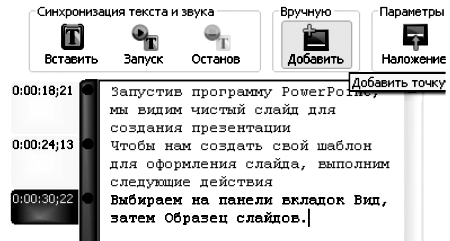 Синхронизация текста и звука Вручную Параметры
Вставить Запуск Останов Добавить Наложение
Добавить точку
0:00:18;21 Запустив программу PowerPoint,
мы видим чистый слайд для
создания презентации
0:00:24;13 Чтобы нам создать свой шаблон
для оформления слайда, выполним
следующие действия
0:00:30;22 Выбираем на панели вкладок Вид,
затем Образец слайдов.